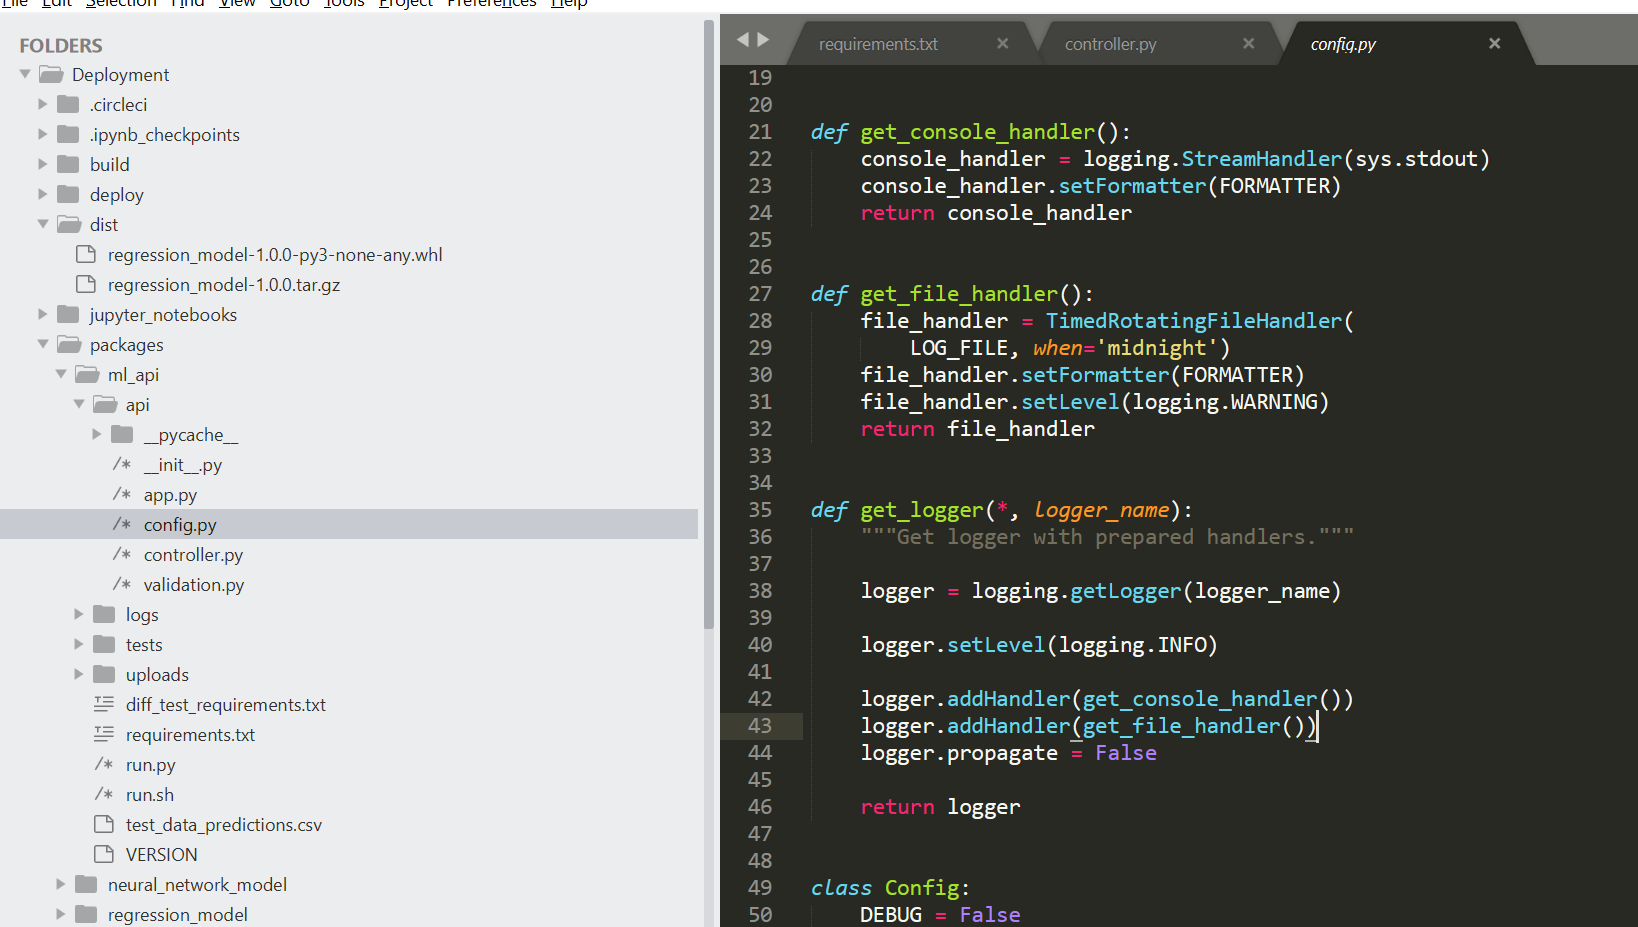 File Edit Selection Find View Goto Tools Project Preferences Help
FOLDERS
Deployment
.circleci
.ipynb_checkpoints
build
deploy
dist
regression_model-1.0.0-py3-none-any.whl
regression_model-1.0.0.tar.gz
jupyter_notebooks
packages
ml_api
api
__pycache__
/* __init__.py
/* app.py
/* config.py
/* controller.py
/* validation.py
logs
tests
uploads
diff_test_requirements.txt
requirements.txt
/* run.py
/* run.sh
test_data_predictions.csv
VERSION
neural_network_model
regression_model
requirements.txt × controller.py × config.py ×
19
20
21 def get_console_handler():
22     console_handler = logging.StreamHandler(sys.stdout)
23     console_handler.setFormatter(FORMATTER)
24     return console_handler
25
26
27 def get_file_handler():
28     file_handler = TimedRotatingFileHandler(
29         LOG_FILE, when='midnight')
30     file_handler.setFormatter(FORMATTER)
31     file_handler.setLevel(logging.WARNING)
32     return file_handler
33
34
35 def get_logger(*, logger_name):
36     """Get logger with prepared handlers."""
37
38     logger = logging.getLogger(logger_name)
39
40     logger.setLevel(logging.INFO)
41
42     logger.addHandler(get_console_handler())
43     logger.addHandler(get_file_handler())
44     logger.propagate = False
45
46     return logger
47
48
49 class Config:
50     DEBUG = False